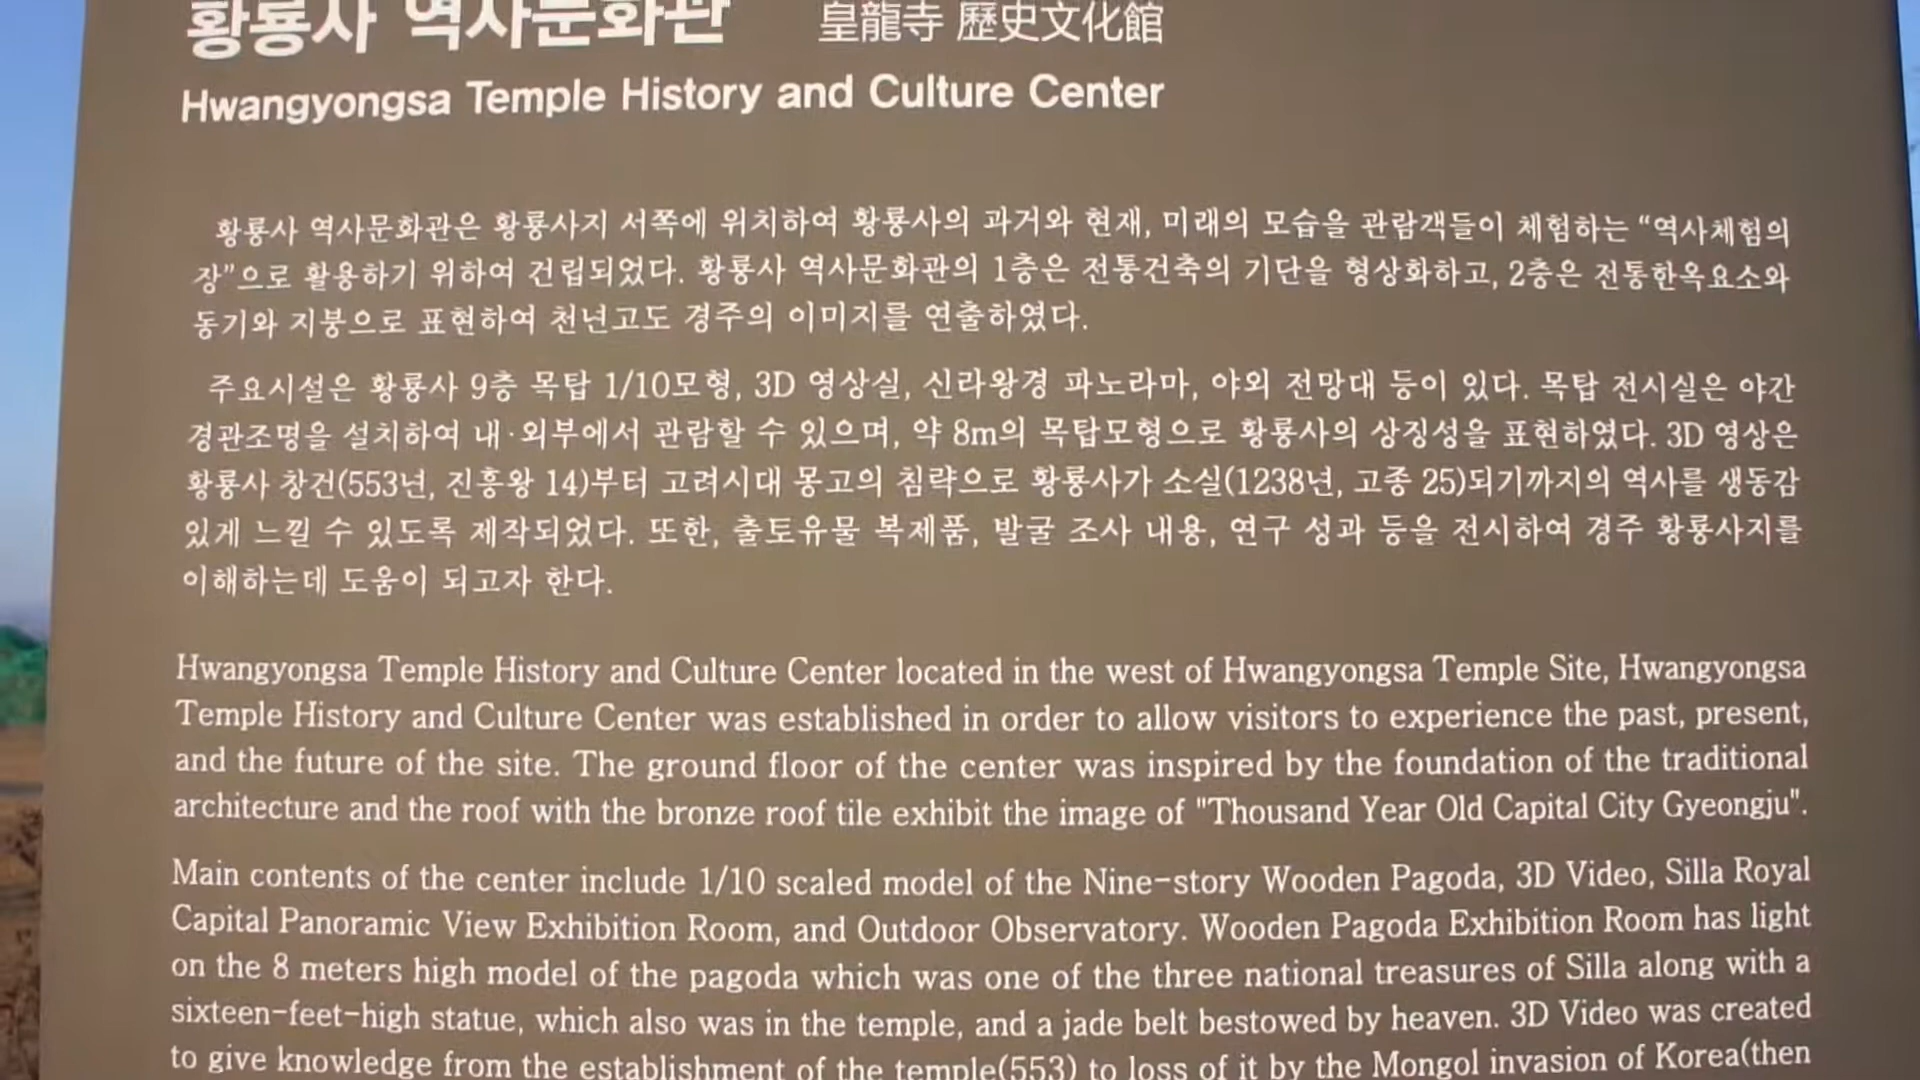 황룡사 역사문화관 皇龍寺 歷史文化館
Hwangyongsa Temple History and Culture Center
황룡사 역사문화관은 황룡사지 서쪽에 위치하여 황룡사의 과거와 현재, 미래의 모습을 관람객들이 체험하는 “역사체험의
장”으로 활용하기 위하여 건립되었다. 황룡사 역사문화관의 1층은 전통건축의 기단을 형상화하고, 2층은 전통한옥요소와
동기와 지붕으로 표현하여 천년고도 경주의 이미지를 연출하였다.
주요시설은 황룡사 9층 목탑 1/10모형, 3D 영상실, 신라왕경 파노라마, 야외 전망대 등이 있다. 목탑 전시실은 야간
경관조명을 설치하여 내·외부에서 관람할 수 있으며, 약 8m의 목탑모형으로 황룡사의 상징성을 표현하였다. 3D 영상은
황룡사 창건(553년, 진흥왕 14)부터 고려시대 몽고의 침략으로 황룡사가 소실(1238년, 고종 25)되기까지의 역사를 생동감
있게 느낄 수 있도록 제작되었다. 또한, 출토유물 복제품, 발굴 조사 내용, 연구 성과 등을 전시하여 경주 황룡사지를
이해하는데 도움이 되고자 한다.
Hwangyongsa Temple History and Culture Center located in the west of Hwangyongsa Temple Site, Hwangyongsa
Temple History and Culture Center was established in order to allow visitors to experience the past, present,
and the future of the site. The ground floor of the center was inspired by the foundation of the traditional
architecture and the roof with the bronze roof tile exhibit the image of "Thousand Year Old Capital City Gyeongju".
Main contents of the center include 1/10 scaled model of the Nine-story Wooden Pagoda, 3D Video, Silla Royal
Capital Panoramic View Exhibition Room, and Outdoor Observatory. Wooden Pagoda Exhibition Room has light
on the 8 meters high model of the pagoda which was one of the three national treasures of Silla along with a
sixteen-feet-high statue, which also was in the temple, and a jade belt bestowed by heaven. 3D Video was created
to give knowledge from the establishment of the temple(553) to loss of it by the Mongol invasion of Korea(then